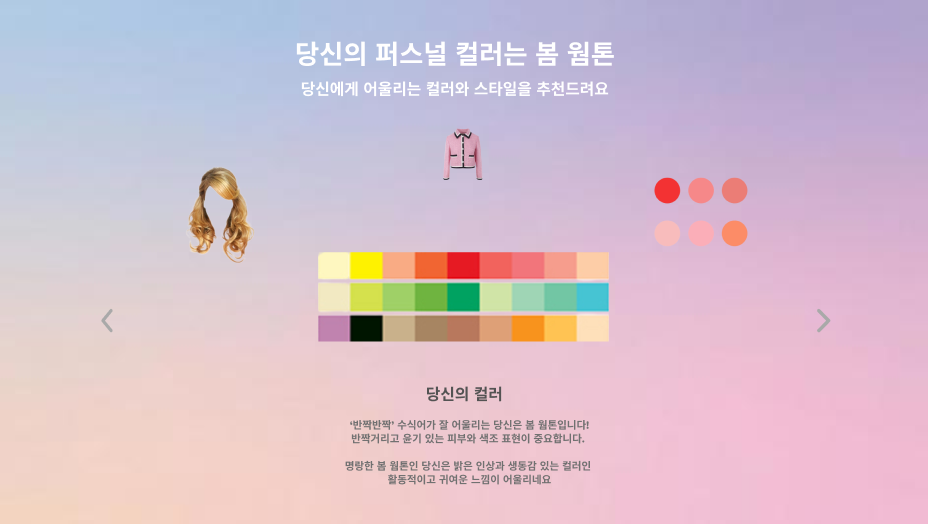 당신의 퍼스널 컬러는 봄 웜톤
당신에게 어울리는 컬러와 스타일을 추천드려요
당신의 컬러
'반짝반짝' 수식어가 잘 어울리는 당신은 봄 웜톤입니다!
반짝거리고 윤기 있는 피부와 색조 표현이 중요합니다.
명랑한 봄 웜톤인 당신은 밝은 인상과 생동감 있는 컬러인
활동적이고 귀여운 느낌이 어울리네요